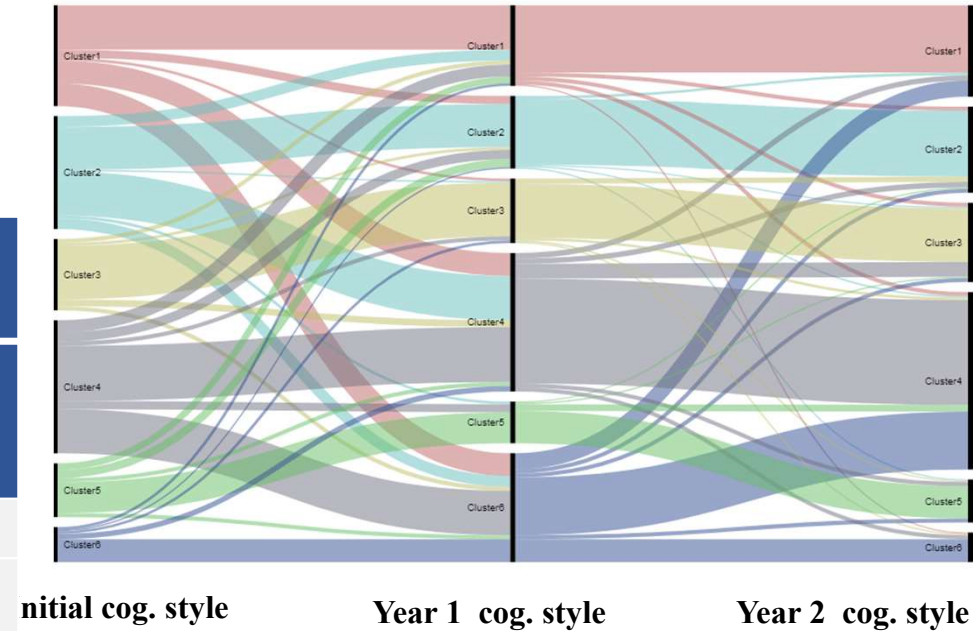 Cluster1 Cluster1 Cluster1
Cluster2 Cluster2 Cluster2
Cluster3 Cluster3 Cluster3
Cluster4 Cluster4 Cluster4
Cluster5 Cluster5 Cluster5
Cluster6 Cluster6 Cluster6
nitial cog. style Year 1 cog. style Year 2 cog. style